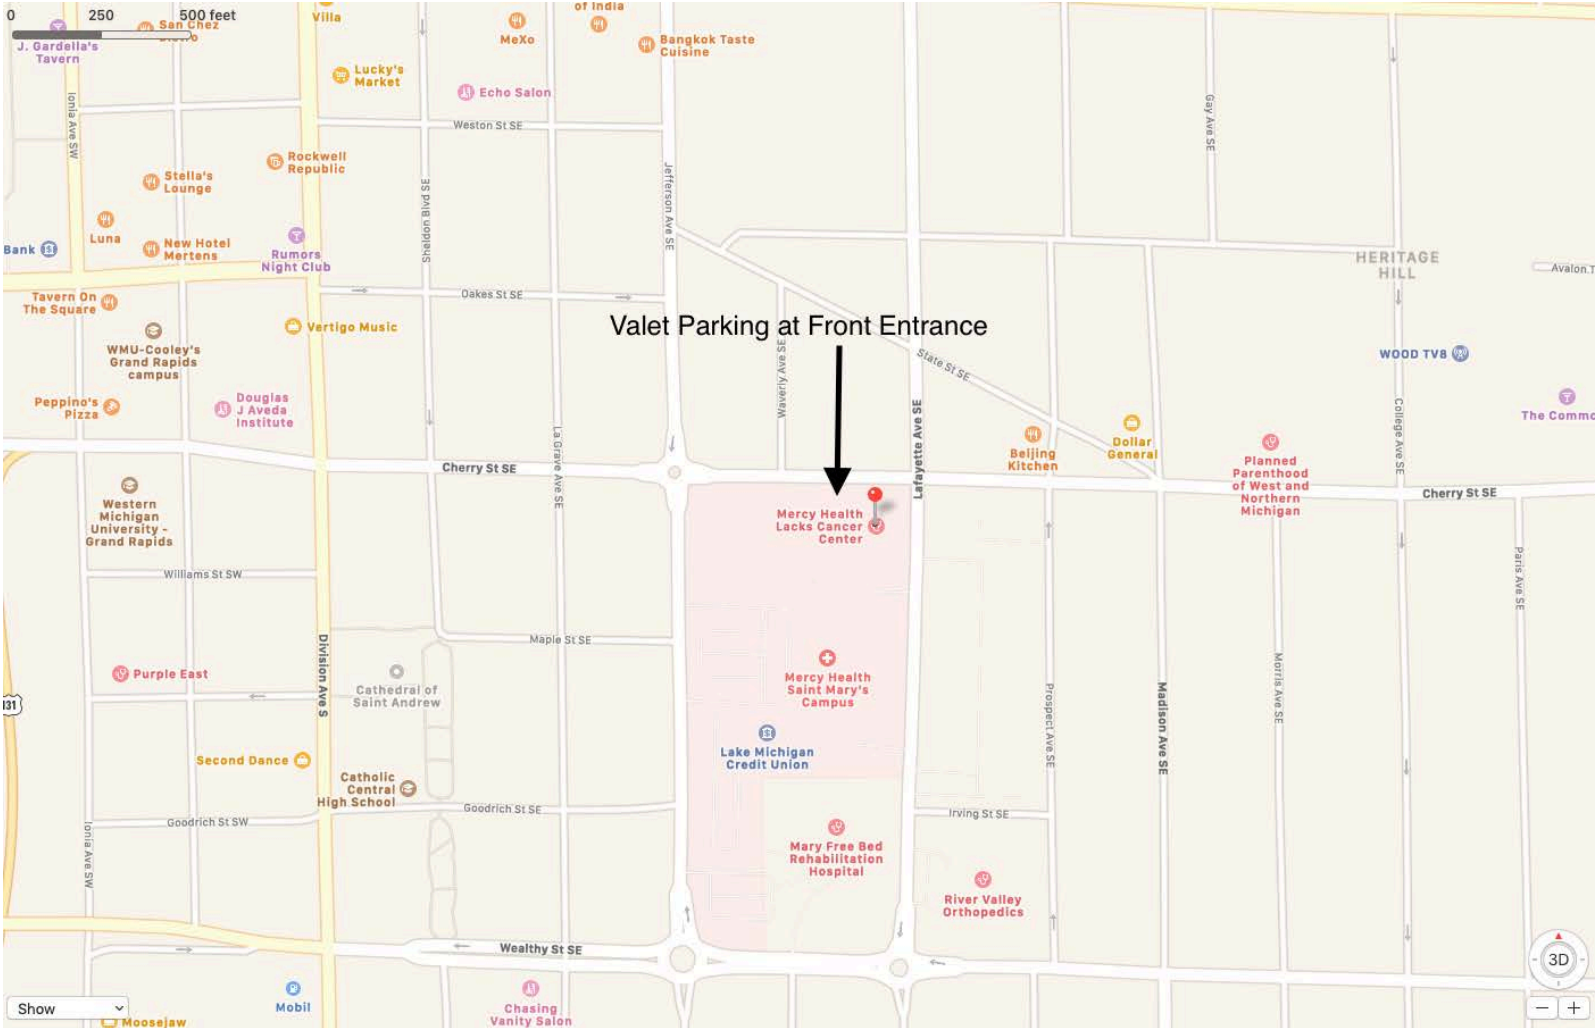 0
250
500 feet
J. Gardella's
Tavern
San Chez
Bistro
Villa
MeXo
of India
Bangkok Taste
Cuisine
Lucky's
Market
Echo Salon
Ionia Ave SW
Weston St SE
Gay Ave SE
Rockwell
Republic
Stella's
Lounge
Sheldon Blvd SE
Jefferson Ave SE
Luna
Bank
New Hotel
Mertens
Rumors
Night Club
HERITAGE
HILL
Avalon T
Oakes St SE
Tavern On
The Square
Vertigo Music
Valet Parking at Front Entrance
WMU-Cooley's
Grand Rapids
campus
Waverly Ave SE
State St SE
WOOD TV8
Peppino's
Pizza
Douglas
J Aveda
Institute
Lafayette Ave SE
College Ave SE
The Commo
Dollar
General
Beijing
Kitchen
La Grave Ave SE
Cherry St SE
Planned
Parenthood
of West and
Northern
Michigan
Cherry St SE
Western
Michigan
University -
Grand Rapids
Mercy Health
Lacks Cancer
Center
Williams St SW
Paris Ave SE
Maple St SE
Division Ave S
Purple East
Cathedral of
Saint Andrew
Mercy Health
Saint Mary's
Campus
Prospect Ave SE
Madison Ave SE
Morris Ave SE
131
Lake Michigan
Credit Union
Second Dance
Catholic
Central
High School
Goodrich St SE
Goodrich St SW
Irving St SE
Ionia Ave SW
Mary Free Bed
Rehabilitation
Hospital
River Valley
Orthopedics
Wealthy St SE
3D
Mobil
Chasing
Vanity Salon
Show
Moosejaw